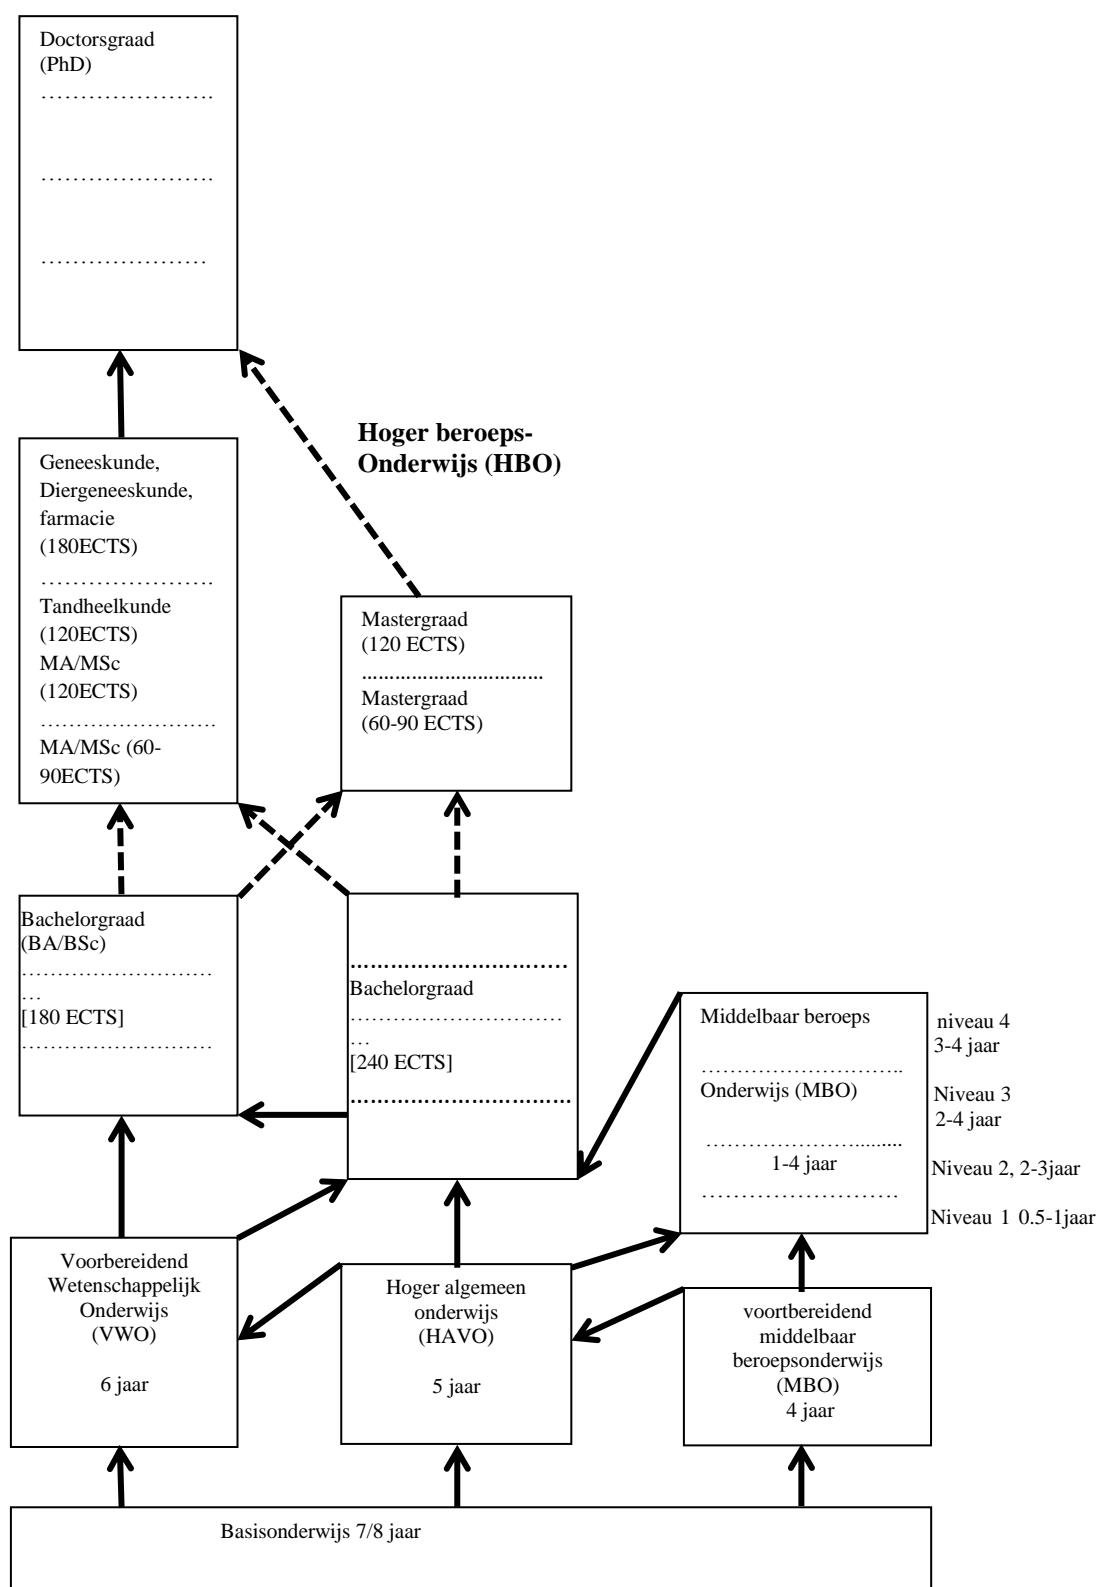 Doctorsgraad
(PhD)
………………….
………………….
…………………
Hoger beroeps-
Onderwijs (HBO)
Geneeskunde,
Diergeneeskunde,
farmacie
(180ECTS)
………………….
Tandheelkunde
(120ECTS)
MA/MSc
(120ECTS)
………………….
MA/MSc (60-
90ECTS)
Mastergraad
(120 ECTS)
...............................
Mastergraad
(60-90 ECTS)
Bachelorgraad
(BA/BSc)
……………………
…
[180 ECTS]
……………………
…………………………..
Bachelorgraad
………………………
…
[240 ECTS]
……………………………
Middelbaar beroeps
……………………..
Onderwijs (MBO)
………………….........
1-4 jaar
…………………….
niveau 4
3-4 jaar
Niveau 3
2-4 jaar
Niveau 2, 2-3jaar
Niveau 1 0.5-1jaar
Voorbereidend
Wetenschappelijk
Onderwijs
(VWO)
6 jaar
Hoger algemeen
onderwijs
(HAVO)
5 jaar
voortbereidend
middelbaar
beroepsonderwijs
(MBO)
4 jaar
Basisonderwijs 7/8 jaar